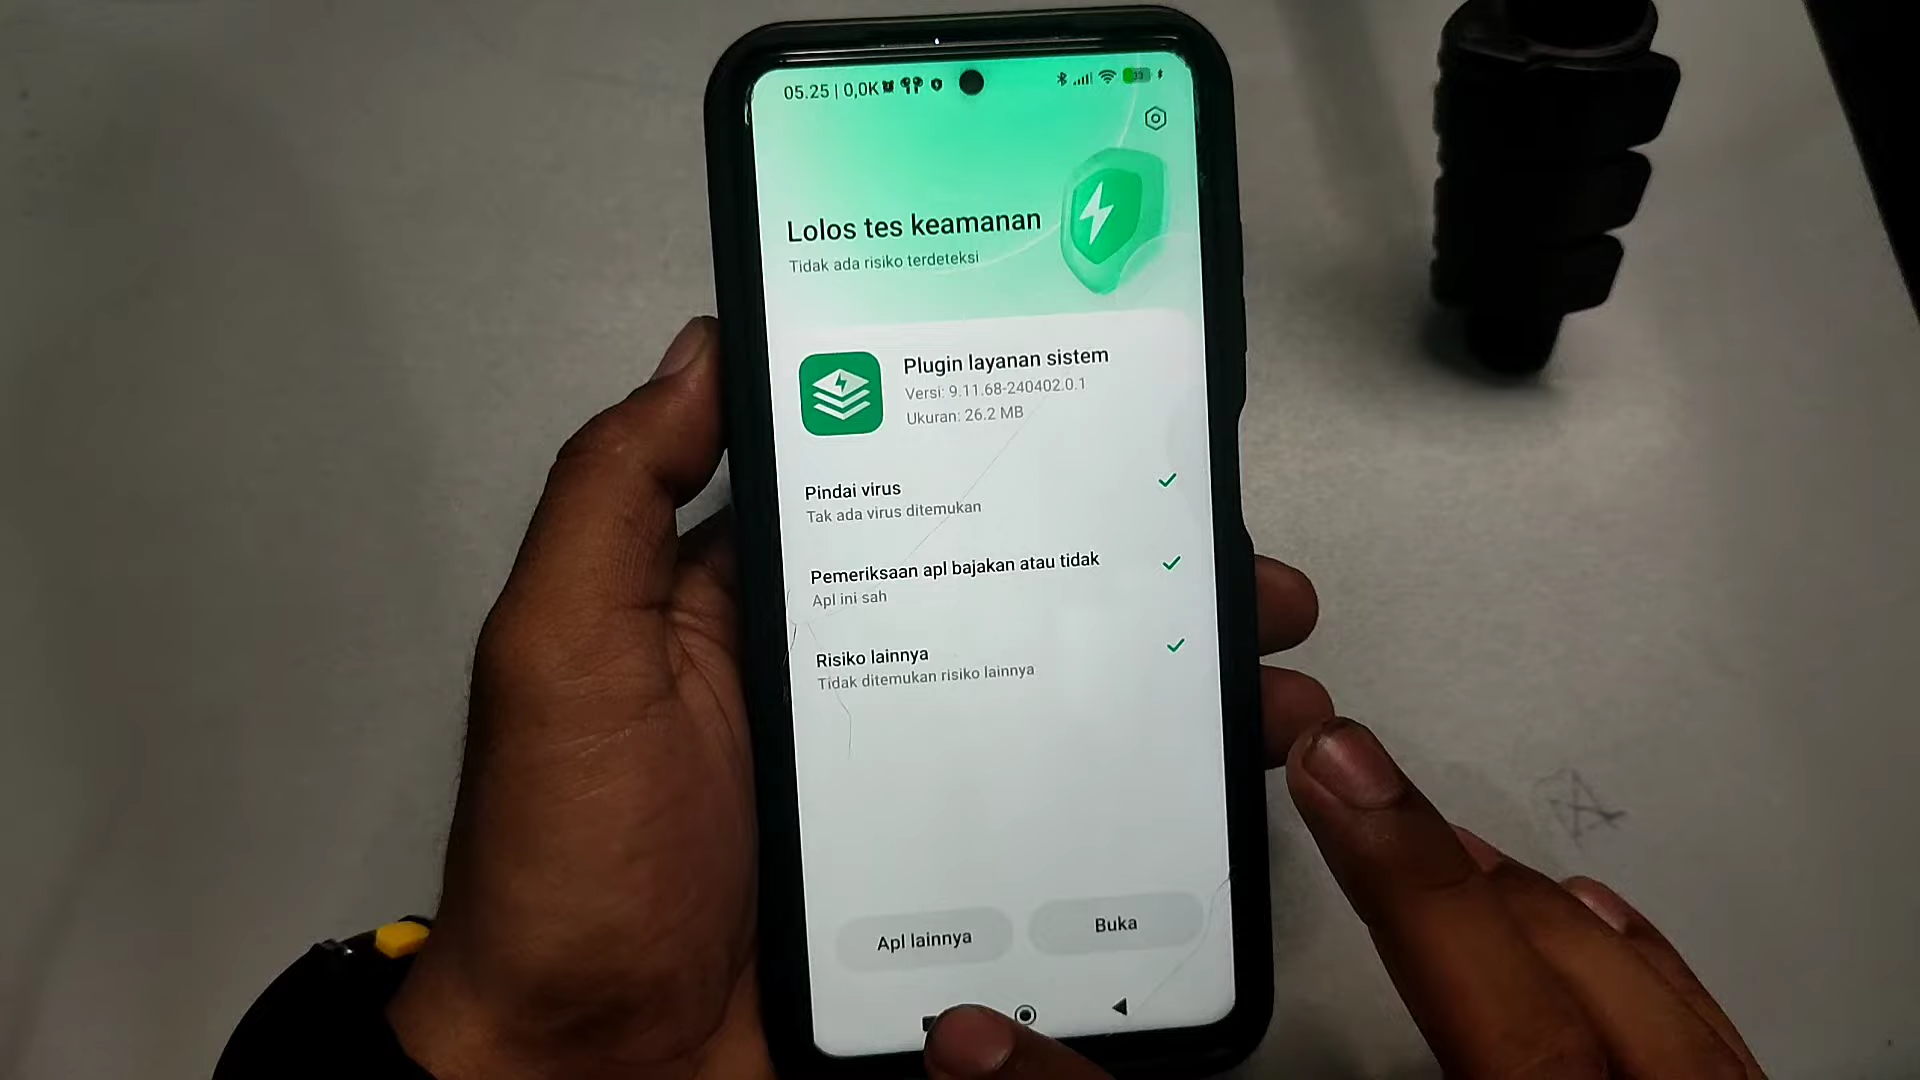 05.25 | 0,0K
33
Lolos tes keamanan
Tidak ada risiko terdeteksi
Plugin layanan sistem
Versi: 9.11.68-240402.0.1
Ukuran: 26.2 MB
Pindai virus
Tak ada virus ditemukan
Pemeriksaan apl bajakan atau tidak
Apl ini sah
Risiko lainnya
Tidak ditemukan risiko lainnya
Apl lainnya
Buka